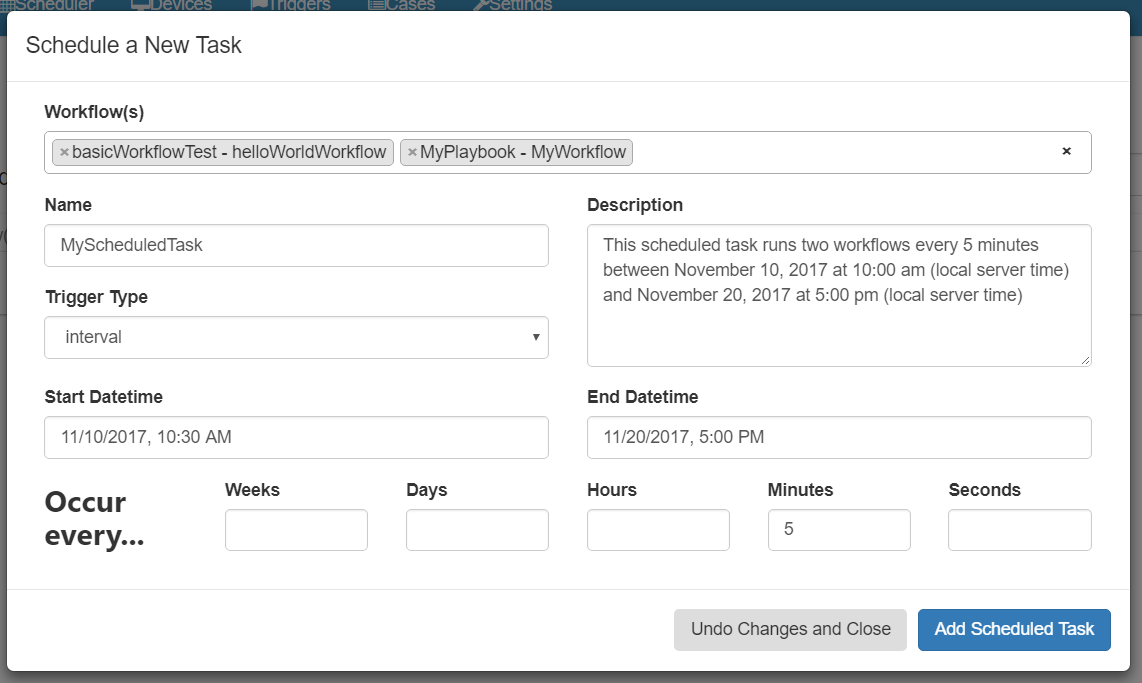 Scheduler Devices Triggers Cases Settings
Schedule a New Task
Workflow(s)
×basicWorkflowTest - helloWorldWorkflow ×MyPlaybook - MyWorkflow ×
Name
MyScheduledTask
Description
This scheduled task runs two workflows every 5 minutes
between November 10, 2017 at 10:00 am (local server time)
and November 20, 2017 at 5:00 pm (local server time)
Trigger Type
interval
Start Datetime
11/10/2017, 10:30 AM
End Datetime
11/20/2017, 5:00 PM
Occur
every...
Weeks
Days
Hours
Minutes
5
Seconds
Undo Changes and Close
Add Scheduled Task